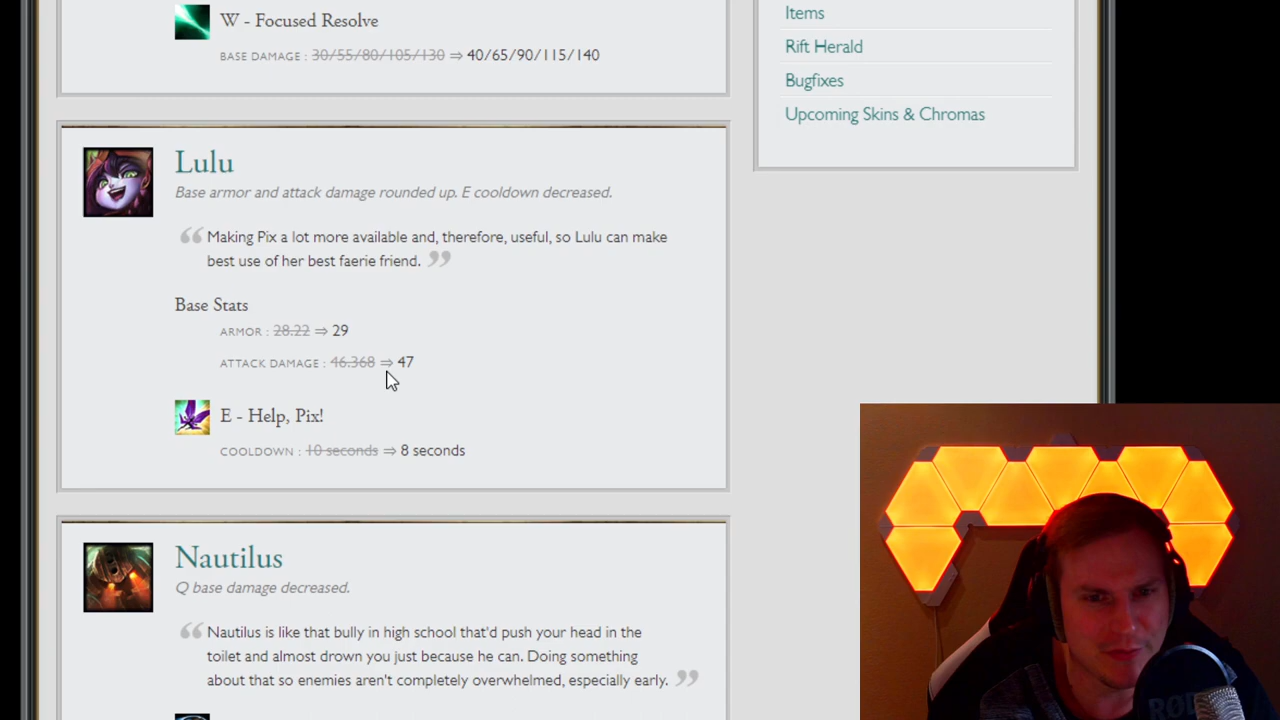 W - Focused Resolve
BASE DAMAGE : 30/55/80/105/130 ⇒ 40/65/90/115/140
Items
Rift Herald
Bugfixes
Upcoming Skins & Chromas
Lulu
Base armor and attack damage rounded up. E cooldown decreased.
“ Making Pix a lot more available and, therefore, useful, so Lulu can make
best use of her best faerie friend. ”
Base Stats
ARMOR : 28.22 ⇒ 29
ATTACK DAMAGE : 46.368 ⇒ 47
E - Help, Pix!
COOLDOWN : 10 seconds ⇒ 8 seconds
Nautilus
Q base damage decreased.
“ Nautilus is like that bully in high school that'd push your head in the
toilet and almost drown you just because he can. Doing something
about that so enemies aren't completely overwhelmed, especially early. ”
RØD